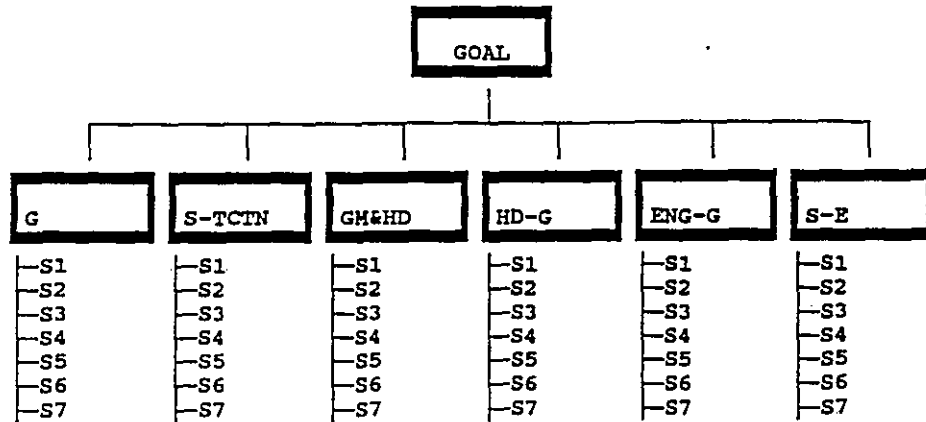 GOAL
G S-TCTN GM&HD HD-G ENG-G S-E
S1 S1 S1 S1 S1 S1
S2 S2 S2 S2 S2 S2
S3 S3 S3 S3 S3 S3
S4 S4 S4 S4 S4 S4
S5 S5 S5 S5 S5 S5
S6 S6 S6 S6 S6 S6
S7 S7 S7 S7 S7 S7